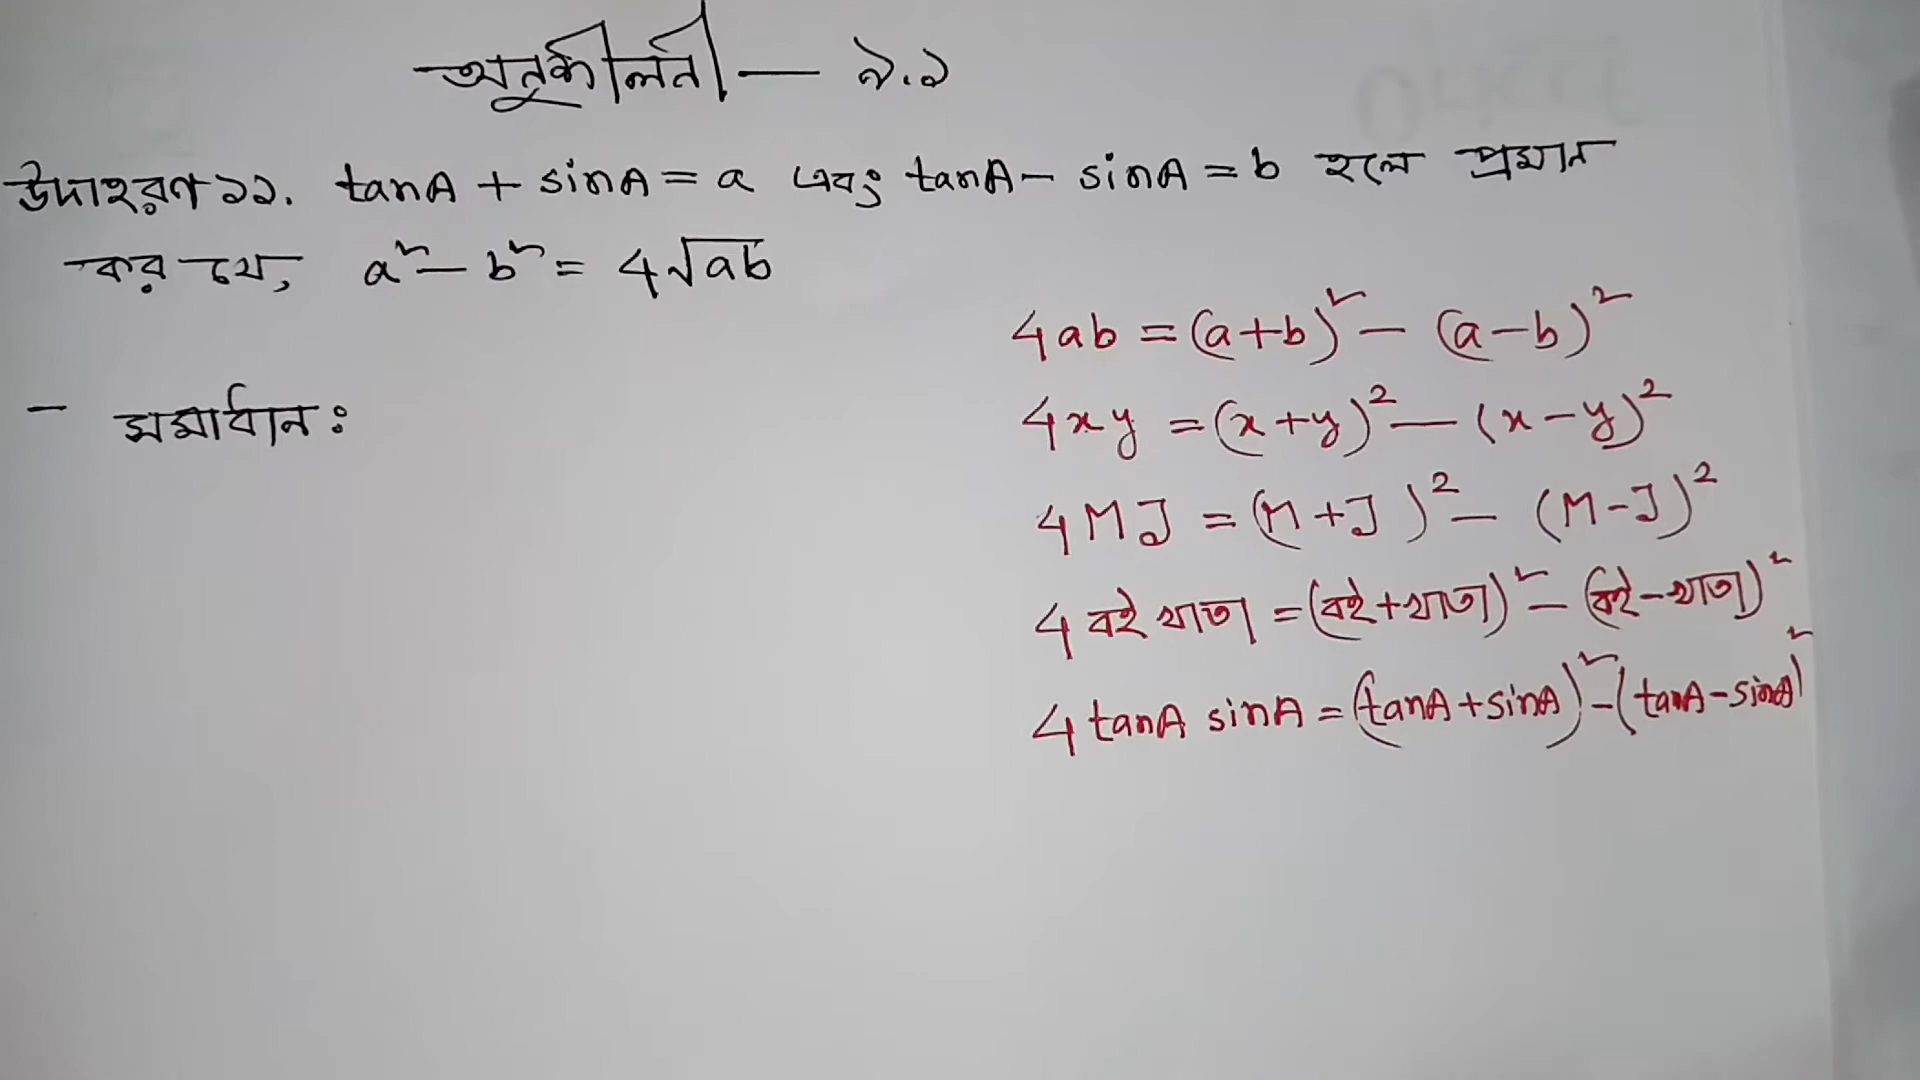 অনুশীলনী — ৯.১
উদাহরণ ১১. tanA + sinA = a এবং tanA - sinA = b হলে প্রমান
কর যে, a² - b² = 4√ab
4ab = (a+b)² - (a-b)²
4xy = (x+y)² - (x-y)²
- সমাধান:
4MJ = (M+J)² - (M-J)²
4 বই খাতা = (বই+খাতা)² - (বই-খাতা)²
4 tanA sinA = (tanA+sinA)² - (tanA-sinA)²